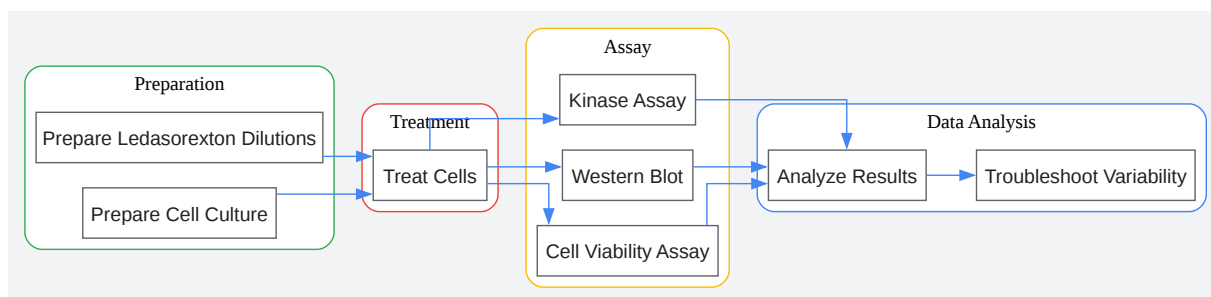 Preparation
Prepare Ledasorexton Dilutions
Prepare Cell Culture
Treatment
Treat Cells
Assay
Kinase Assay
Western Blot
Cell Viability Assay
Data Analysis
Analyze Results
Troubleshoot Variability